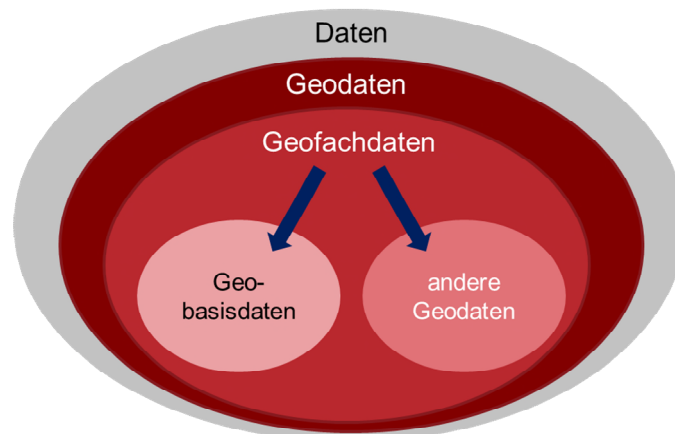 Daten
Geodaten
Geofachdaten
Geo-
basisdaten
andere
Geodaten